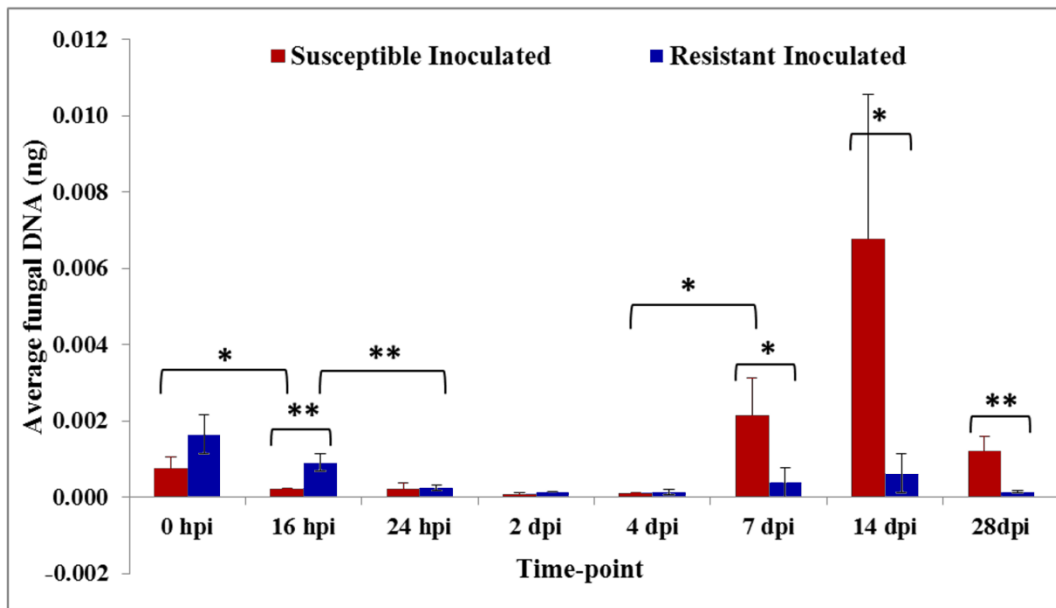 0.012
Susceptible Inoculated
Resistant Inoculated
0.010
*
0.008
0.006
*
0.004
*
**
*
**
**
0.002
0.000
-0.002
0 hpi
16 hpi
24 hpi
2 dpi
4 dpi
7 dpi
14 dpi
28dpi
Average fungal DNA (ng)
Time-point